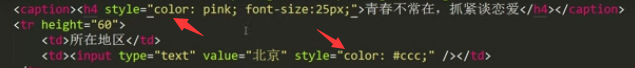 <caption><h4 style="color: pink; font-size:25px;">青春不常在，抓紧谈恋爱</h4></caption>
<tr height="60">
<td>所在地区</td>
<td><input type="text" value="北京" style="color: #ccc;" /></td>